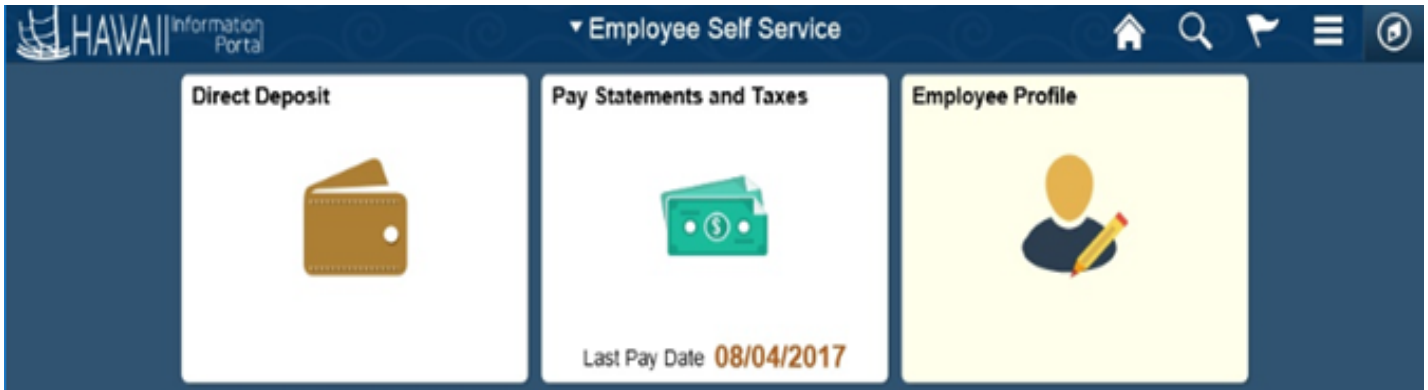 HAWAII Information
Portal
Employee Self Service
Direct Deposit
Pay Statements and Taxes
Employee Profile
$
Last Pay Date 08/04/2017